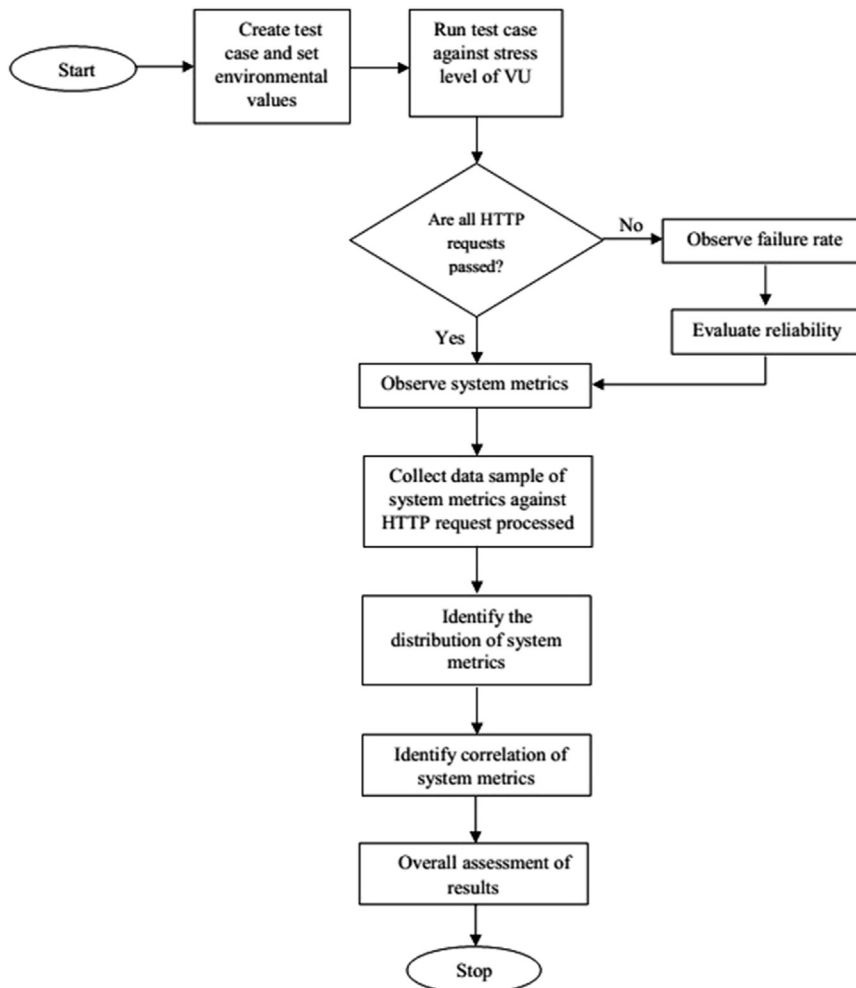 Start
Create test
case and set
environmental
values
Run test case
against stress
level of VU
Are all HTTP
requests
passed?
No
Observe failure rate
Evaluate reliability
Yes
Observe system metrics
Collect data sample of
system metrics against
HTTP request processed
Identify the
distribution of system
metrics
Identify correlation of
system metrics
Overall assessment of
results
Stop